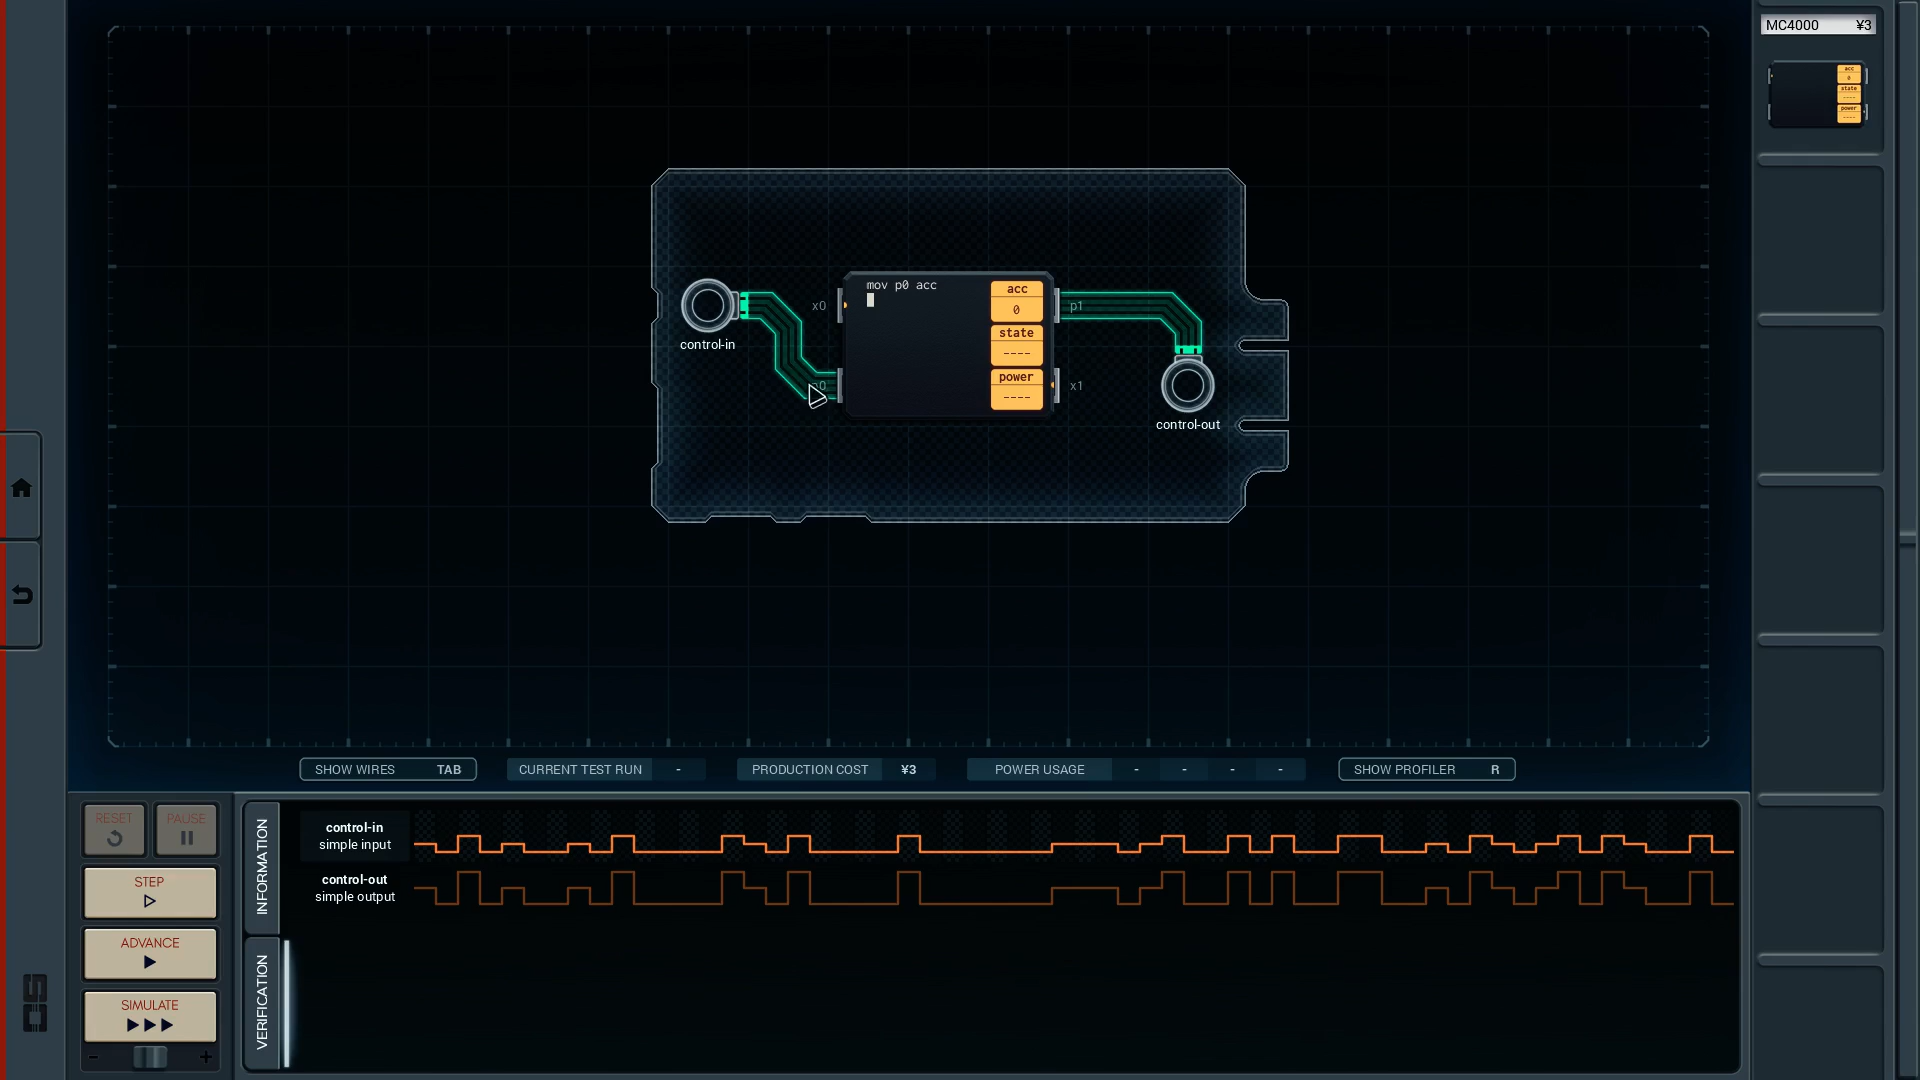 MC4000 ¥3
acc
0
state
----
power
----
mov p0 acc
acc
0
state
----
power
----
x0
p1
p0
x1
control-in
control-out
SHOW WIRES TAB
CURRENT TEST RUN -
PRODUCTION COST ¥3
POWER USAGE - - - -
SHOW PROFILER R
RESET
PAUSE
STEP
ADVANCE
SIMULATE
- +
INFORMATION
VERIFICATION
control-in
simple input
control-out
simple output